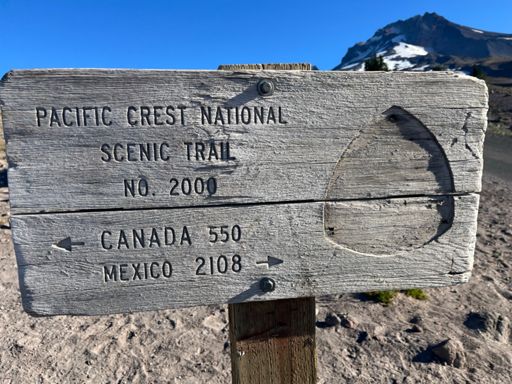 PACIFIC CREST NATIONAL
SCENIC TRAIL
NO. 2000
CANADA 550
MEXICO 2108